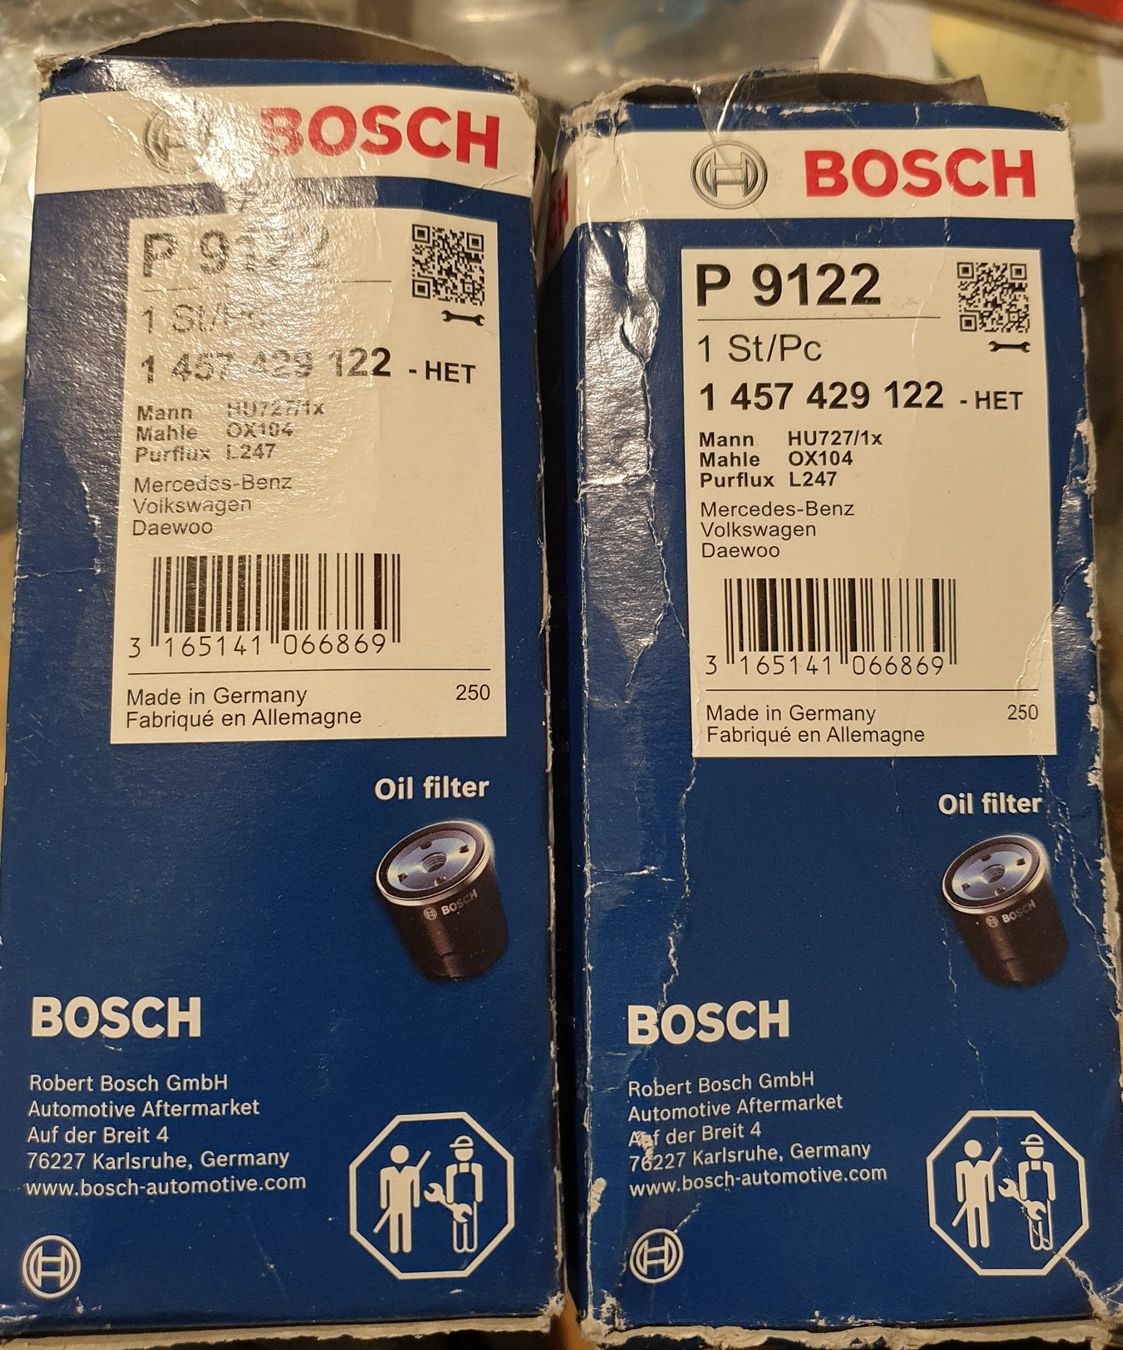 BOSCH
P 9122
1 St/Pc
1 457 429 122 - HET
Mann HU727/1x
Mahle OX104
Purflux L247
Mercedes-Benz
Volkswagen
Daewoo
3 165141 066869
Made in Germany 250
Fabriqué en Allemagne
Oil filter
BOSCH
BOSCH
Robert Bosch GmbH
Automotive Aftermarket
Auf der Breit 4
76227 Karlsruhe, Germany
www.bosch-automotive.com
BOSCH
P 9122
1 St/Pc
1 457 429 122 - HET
Mann HU727/1x
Mahle OX104
Purflux L247
Mercedes-Benz
Volkswagen
Daewoo
3 165141 066869
Made in Germany 250
Fabriqué en Allemagne
Oil filter
BOSCH
BOSCH
Robert Bosch GmbH
Automotive Aftermarket
Auf der Breit 4
76227 Karlsruhe, Germany
www.bosch-automotive.com